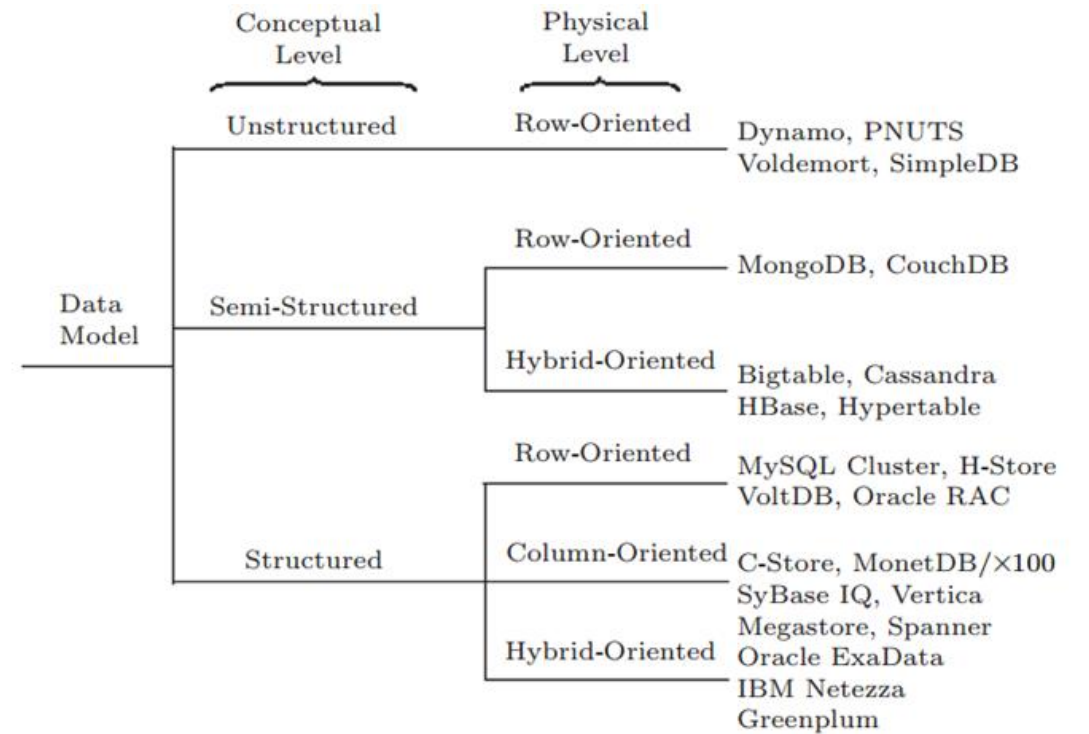 Conceptual
Level
Physical
Level
Unstructured
Row-Oriented
Dynamo, PNUTS
Voldemort, SimpleDB
Row-Oriented
MongoDB, CouchDB
Data
Model
Semi-Structured
Hybrid-Oriented
Bigtable, Cassandra
HBase, Hypertable
Row-Oriented
MySQL Cluster, H-Store
VoltDB, Oracle RAC
Structured
Column-Oriented
C-Store, MonetDB/×100
SyBase IQ, Vertica
Hybrid-Oriented
Megastore, Spanner
Oracle ExaData
IBM Netezza
Greenplum